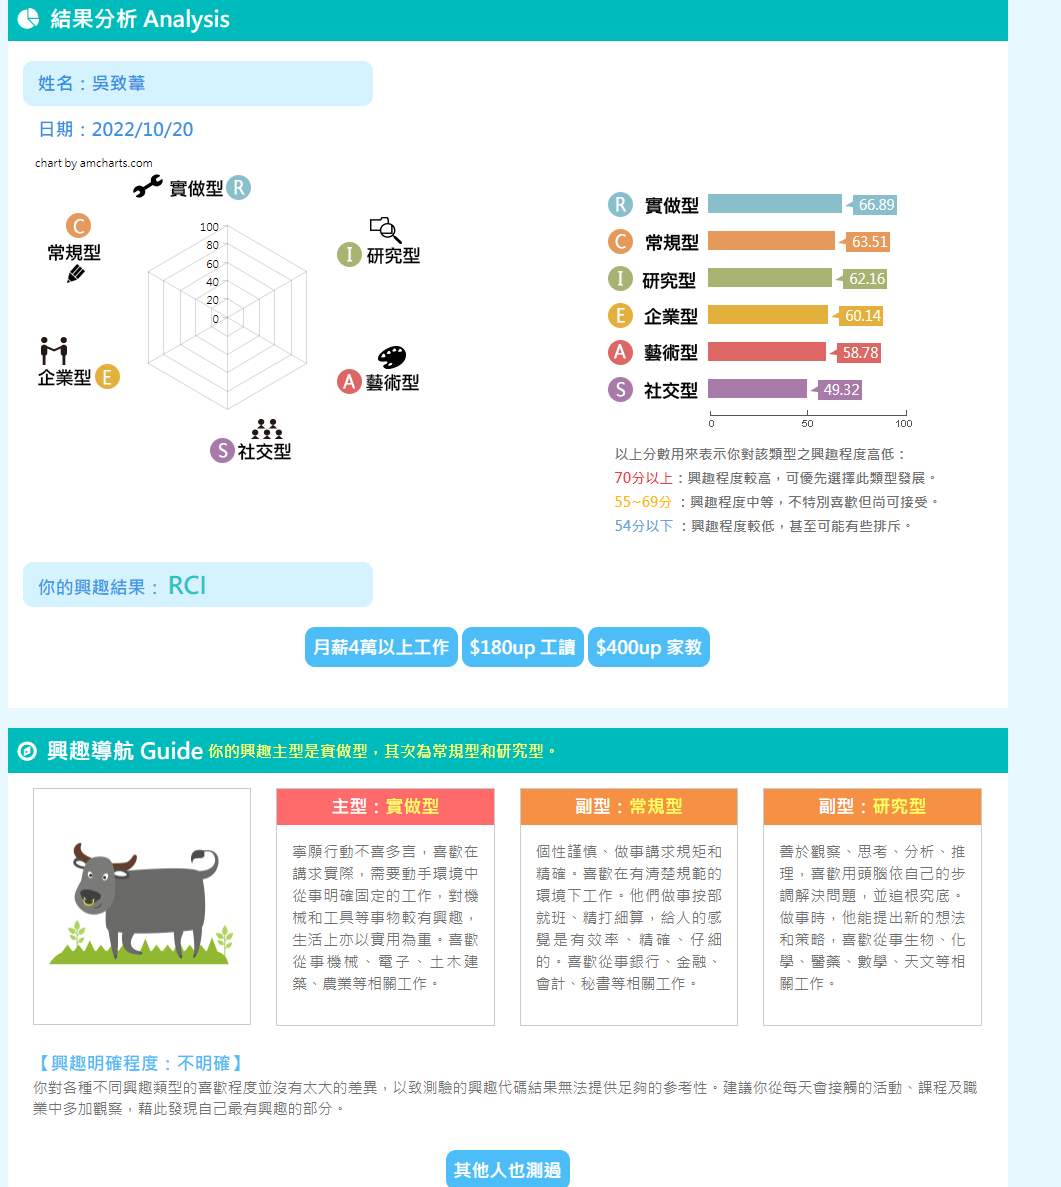 結果分析 Analysis
姓名：吳致葦
日期：2022/10/20
chart by amcharts.com
實做型 R
C
常規型
I 研究型
企業型 E
A 藝術型
S 社交型
100
80
60
40
20
0
R 實做型 66.89
C 常規型 63.51
I 研究型 62.16
E 企業型 60.14
A 藝術型 58.78
S 社交型 49.32
0 50 100
以上分數用來表示你對該類型之興趣程度高低：
70分以上：興趣程度較高，可優先選擇此類型發展。
55~69分 ：興趣程度中等，不特別喜歡但尚可接受。
54分以下 ：興趣程度較低，甚至可能有些排斥。
你的興趣結果： RCI
月薪4萬以上工作 $180up 工讀 $400up 家教
興趣導航 Guide 你的興趣主型是實做型，其次為常規型和研究型。
主型：實做型
寧願行動不喜多言，喜歡在
講求實際，需要動手環境中
從事明確固定的工作，對機
械和工具等事物較有興趣，
生活上亦以實用為重。喜歡
從事機械、電子、土木建
築、農業等相關工作。
副型：常規型
個性謹慎、做事講求規矩和
精確。喜歡在有清楚規範的
環境下工作。他們做事按部
就班、精打細算，給人的感
覺是有效率、精確、仔細
的。喜歡從事銀行、金融、
會計、秘書等相關工作。
副型：研究型
善於觀察、思考、分析、推
理，喜歡用頭腦依自己的步
調解決問題，並追根究底。
做事時，他能提出新的想法
和策略，喜歡從事生物、化
學、醫藥、數學、天文等相
關工作。
【興趣明確程度：不明確】
你對各種不同興趣類型的喜歡程度並沒有太大的差異，以致測驗的興趣代碼結果無法提供足夠的參考性。建議你從每天會接觸的活動、課程及職
業中多加觀察，藉此發現自己最有興趣的部分。
其他人也測過